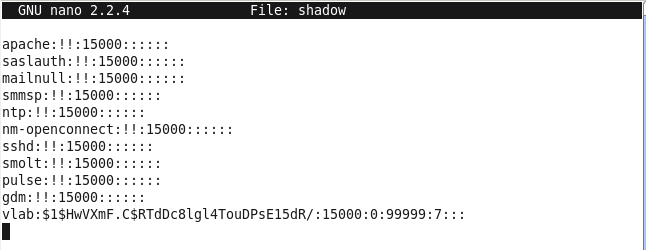 GNU nano 2.2.4 File: shadow
apache:!!:15000::::::
saslauth:!!:15000::::::
mailnull:!!:15000::::::
smmsp:!!:15000::::::
ntp:!!:15000::::::
nm-openconnect:!!:15000::::::
sshd:!!:15000::::::
smolt:!!:15000::::::
pulse:!!:15000::::::
gdm:!!:15000::::::
vlab:$1$HwVXmF.C$RTdDc8lgl4TouDPsE15dR/:15000:0:99999:7:::